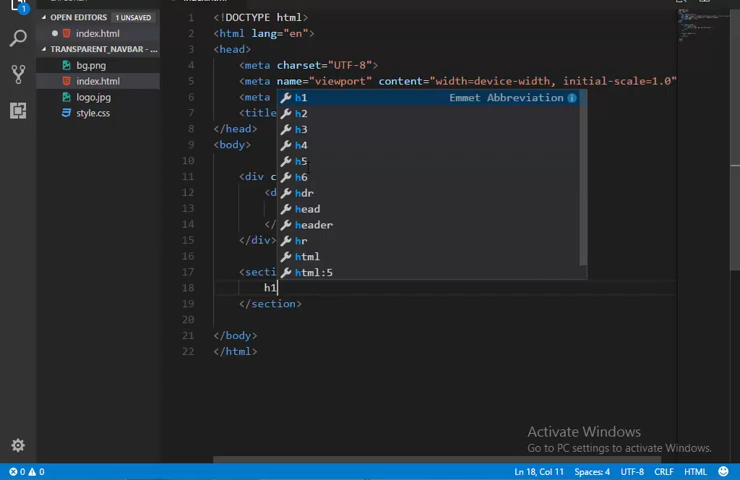 1
OPEN EDITORS 1 UNSAVED
index.html
TRANSPARENT_NAVBAR - ...
bg.png
index.html
logo.jpg
style.css
1 <!DOCTYPE html>
2 <html lang="en">
3 <head>
4 <meta charset="UTF-8">
5 <meta name="viewport" content="width=device-width, initial-scale=1.0"
6 <meta
7 <title
8 </head>
9 <body>
10
11 <div c
12 <d
13
14 </
15 </div>
16
17 <secti
18 h1
19 </section>
20
21 </body>
22 </html>
h1 Emmet Abbreviation
h2
h3
h4
h5
h6
hdr
head
header
hr
html
html:5
Activate Windows
Go to PC settings to activate Windows.
0 0 Ln 18, Col 11 Spaces: 4 UTF-8 CRLF HTML